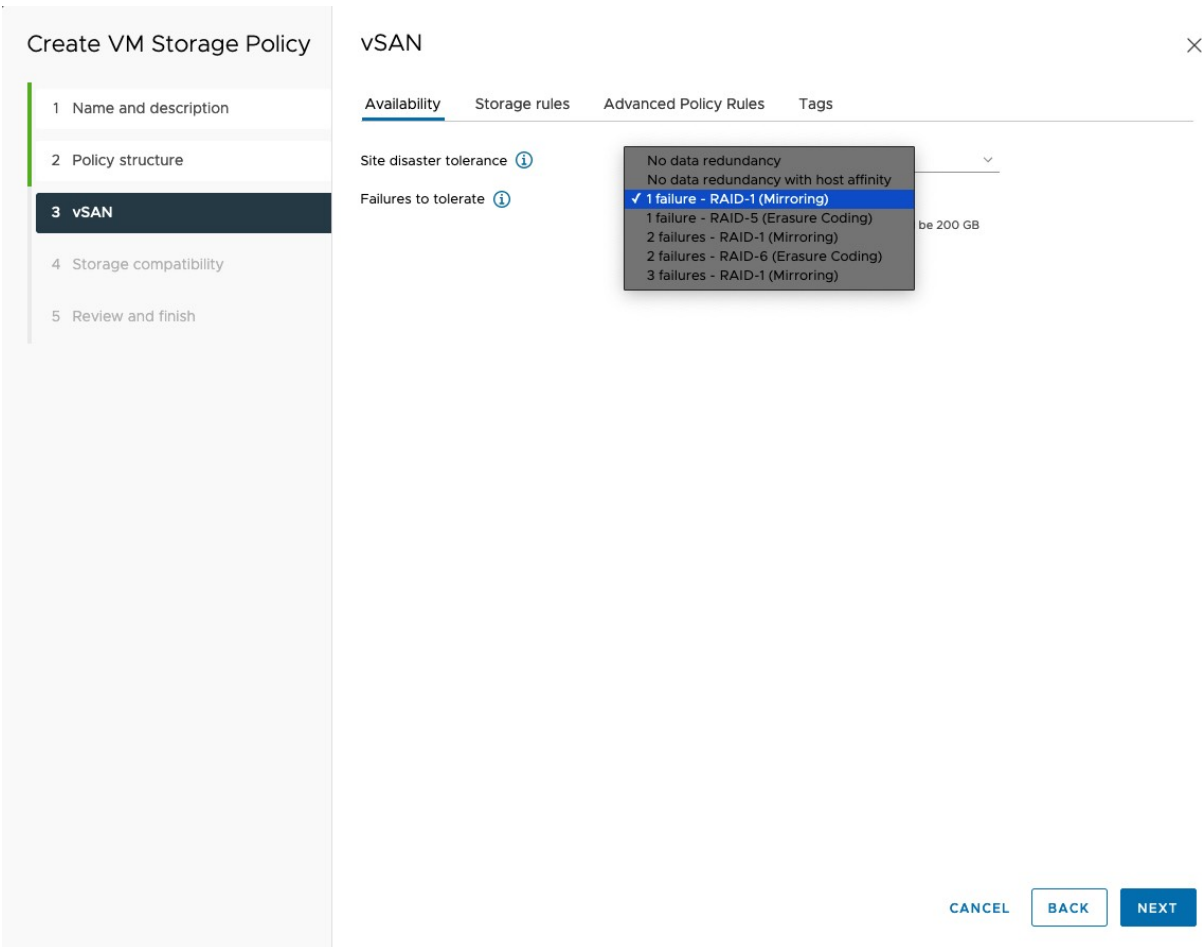 Create VM Storage Policy
1 Name and description
2 Policy structure
3 vSAN
4 Storage compatibility
5 Review and finish
vSAN
Availability Storage rules Advanced Policy Rules Tags
Site disaster tolerance
Failures to tolerate
No data redundancy
No data redundancy with host affinity
✓ 1 failure - RAID-1 (Mirroring)
1 failure - RAID-5 (Erasure Coding)
2 failures - RAID-1 (Mirroring)
2 failures - RAID-6 (Erasure Coding)
3 failures - RAID-1 (Mirroring)
be 200 GB
CANCEL BACK NEXT